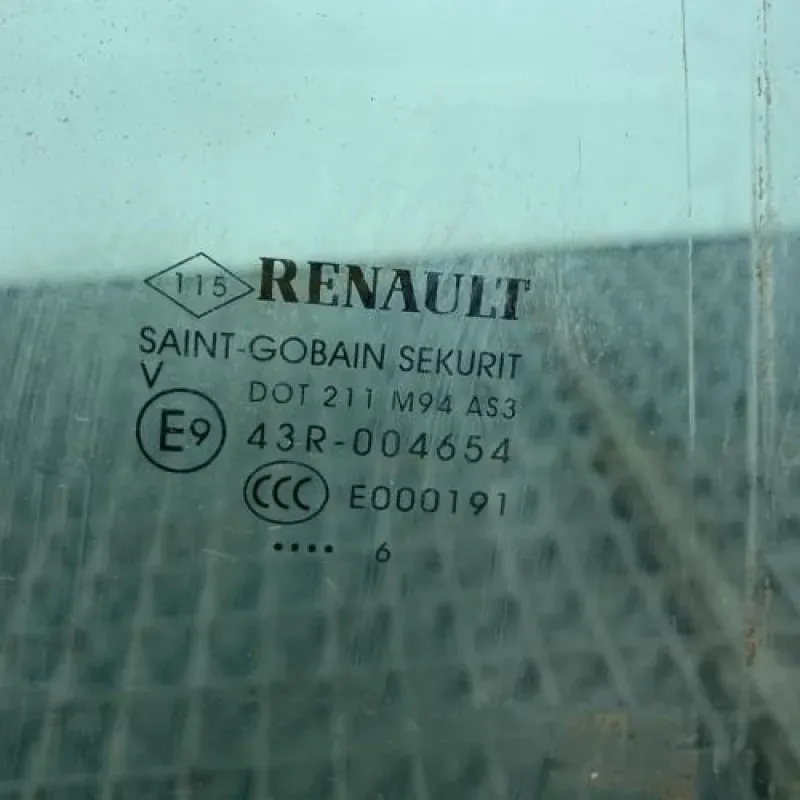 115 RENAULT
SAINT-GOBAIN SEKURIT
V
DOT 211 M94 AS3
E9 43R-004654
CCC E000191
•••• 6